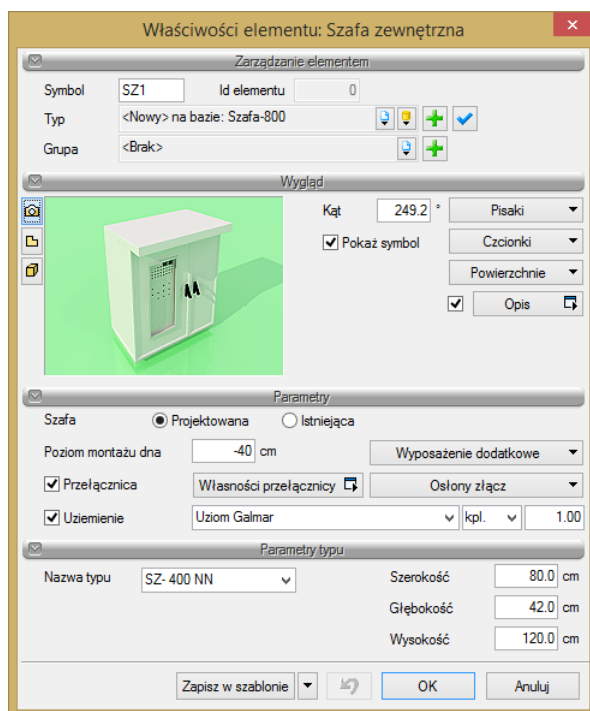 Właściwości elementu: Szafa zewnętrzna
Zarządzanie elementem
Symbol SZ1 Id elementu 0
Typ <Nowy> na bazie: Szafa-800
Grupa <Brak>
Wygląd
Kąt 249.2 ° Pisaki
Pokaż symbol Czcionki
Powierzchnie
Opis
Parametry
Szafa Projektowana Istniejąca
Poziom montażu dna -40 cm Wyposażenie dodatkowe
Przełącznica Własności przełącznicy Osłony złącz
Uziemienie Uziom Galmar kpl. 1.00
Parametry typu
Nazwa typu SZ- 400 NN Szerokość 80.0 cm
Głębokość 42.0 cm
Wysokość 120.0 cm
Zapisz w szablonie OK Anuluj